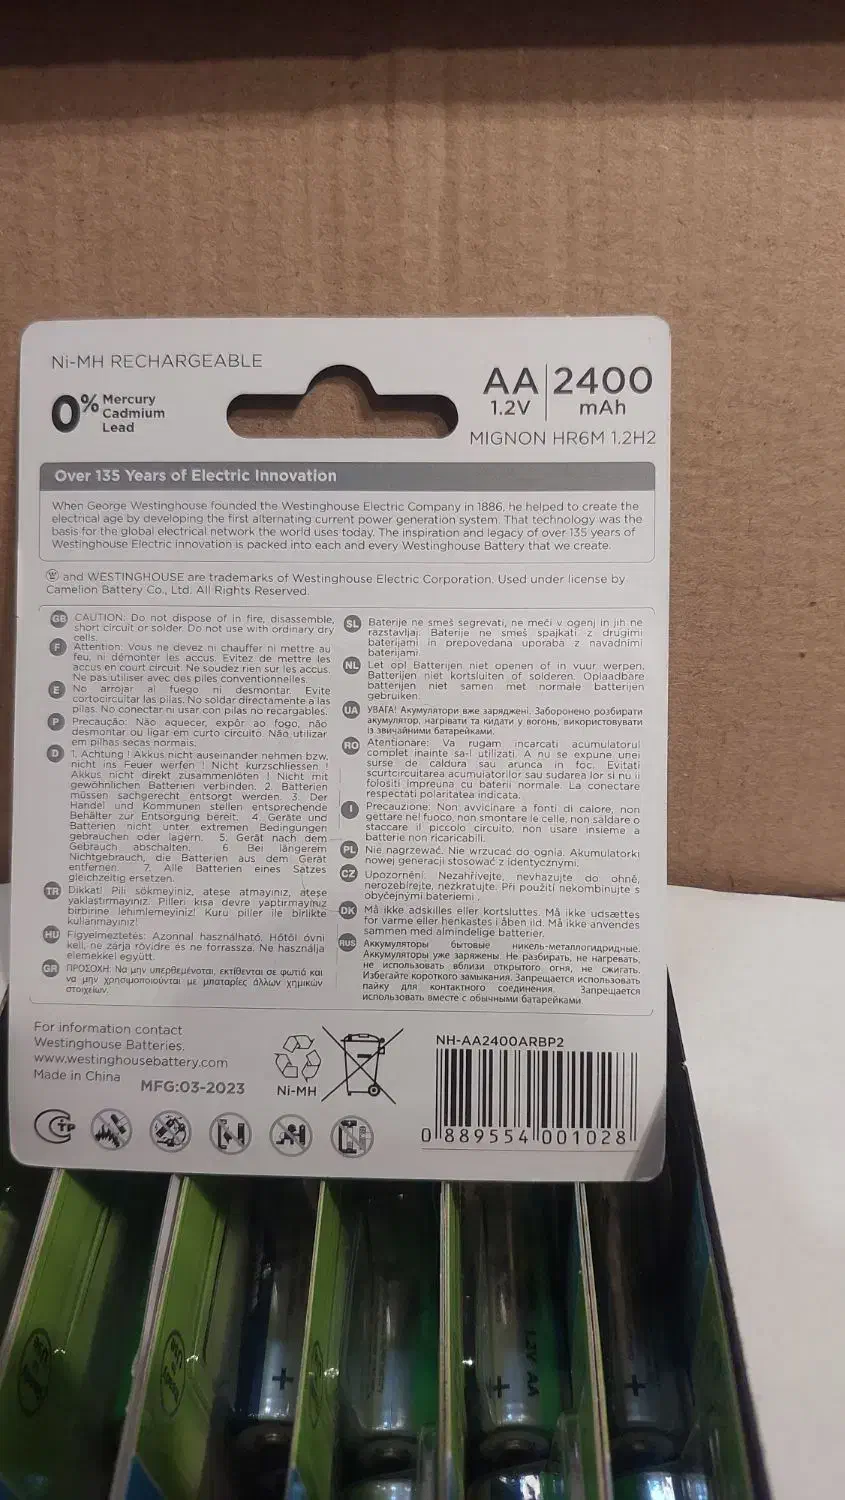 Ni-MH RECHARGEABLE
0% Mercury
Cadmium
Lead
AA 2400
1.2V mAh
MIGNON HR6M 1.2H2
Over 135 Years of Electric Innovation
When George Westinghouse founded the Westinghouse Electric Company in 1886, he helped to create the
electrical age by developing the first alternating current power generation system. That technology was the
basis for the global electrical network the world uses today. The inspiration and legacy of over 135 years of
Westinghouse Electric innovation is packed into each and every Westinghouse Battery that we create.
and WESTINGHOUSE are trademarks of Westinghouse Electric Corporation. Used under license by
Camelion Battery Co., Ltd. All Rights Reserved.
GB CAUTION: Do not dispose of in fire, disassemble,
short circuit or solder. Do not use with ordinary dry
cells.
F Attention: Vous ne devez ni chauffer ni mettre au
feu, ni démonter les accus. Evitez de mettre les
accus en court circuit. Ne soudez rien sur les accus.
Ne pas utiliser avec des piles conventionnelles.
E No arrojar al fuego ni desmontar. Evite
cortocircuitar las pilas. No soldar directamente a las
pilas. No conectar ni usar con pilas no recargables.
P Precaução: Não aquecer, expôr ao fogo, não
desmontar ou ligar em curto circuito. Não utilizar
em pilhas secas normais.
D 1. Achtung ! Akkus nicht auseinander nehmen bzw.
nicht ins Feuer werfen ! Nicht kurzschliessen !
Akkus nicht direkt zusammenlöten ! Nicht mit
gewöhnlichen Batterien verbinden. 2. Batterien
müssen sachgerecht entsorgt werden. 3. Der
Handel und Kommunen stellen entsprechende
Behälter zur Entsorgung bereit. 4. Geräte und
Batterien nicht unter extremen Bedingungen
gebrauchen oder lagern. 5. Gerät nach dem
Gebrauch abschalten. 6. Bei längerem
Nichtgebrauch, die Batterien aus dem Gerät
entfernen. 7. Alle Batterien eines Satzes
gleichzeitig ersetzen.
TR Dikkat! Pili sökmeyiniz, ateşe atmayınız, ateşe
yaklaştırmayınız. Pilleri kısa devre yaptırmayınız
birbirine lehimlemeyiniz! Kuru piller ile birlikte
kullanmayınız!
HU Figyelmeztetés: Azonnal használható. Hőtől óvni
kell, ne zárja rövidre és ne forrassza. Ne használja
elemekkel együtt.
GR ΠΡΟΣΟΧΗ: Να μην υπερθεμένοται, εκτίθενται σε φωτιά και
να μην χρησιμοποιούνται με μπαταρίες άλλων χημικών
στοιχείων.
SL Baterije ne smeš segrevati, ne meči v ogenj in jih ne
razstavljaj. Baterije ne smeš spajkati z drugimi
baterijami in prepovedana uporaba z navadnimi
baterijami.
NL Let op! Batterijen niet openen of in vuur werpen.
Batterijen niet kortsluiten of solderen. Oplaadbare
batterijen niet samen met normale batterijen
gebruiken.
UA УВАГА! Акумулятори вже заряджені. Заборонено розбирати
акумулятор, нагрівати та кидати у вогонь, використовувати
із звичайними батарейками.
RO Atentionare: Va rugam incarcati acumulatorul
complet inainte sa-l utilizati. A nu se expune unei
surse de caldura sau arunca in foc. Evitati
scurtcircuitarea acumulatorilor sau sudarea lor si nu ii
folositi impreuna cu baterii normale. La conectare
respectati polaritatea indicata.
I Precauzione: Non avvicinare a fonti di calore, non
gettare nel fuoco, non smontare le celle, non saldare o
staccare il piccolo circuito, non usare insieme a
batterie non ricaricabili.
PL Nie nagrzewać. Nie wrzucać do ognia. Akumulatorki
nowej generacji stosować z identycznymi.
CZ Upozornění: Nezahřívejte, nevhazujte do ohně,
nerozebírejte, nezkratujte. Při použití nekombinujte s
obyčejnými bateriemi .
DK Må ikke adskilles eller kortsluttes. Må ikke udsættes
for varme eller henkastes i åben ild. Må ikke anvendes
sammen med almindelige batterier.
RUS Аккумуляторы бытовые никель-металлогидридные.
Аккумуляторы уже заряжены. Не разбирать, не нагревать,
не использовать вблизи открытого огня, не сжигать.
Избегайте короткого замыкания. Запрещается использовать
пайку для контактного соединения. Запрещается
использовать вместе с обычными батарейками.
For information contact
Westinghouse Batteries.
www.westinghousebattery.com
Made in China
MFG:03-2023
Ni-MH
NH-AA2400ARBP2
0 889554 001028
CTP
1.2V AA